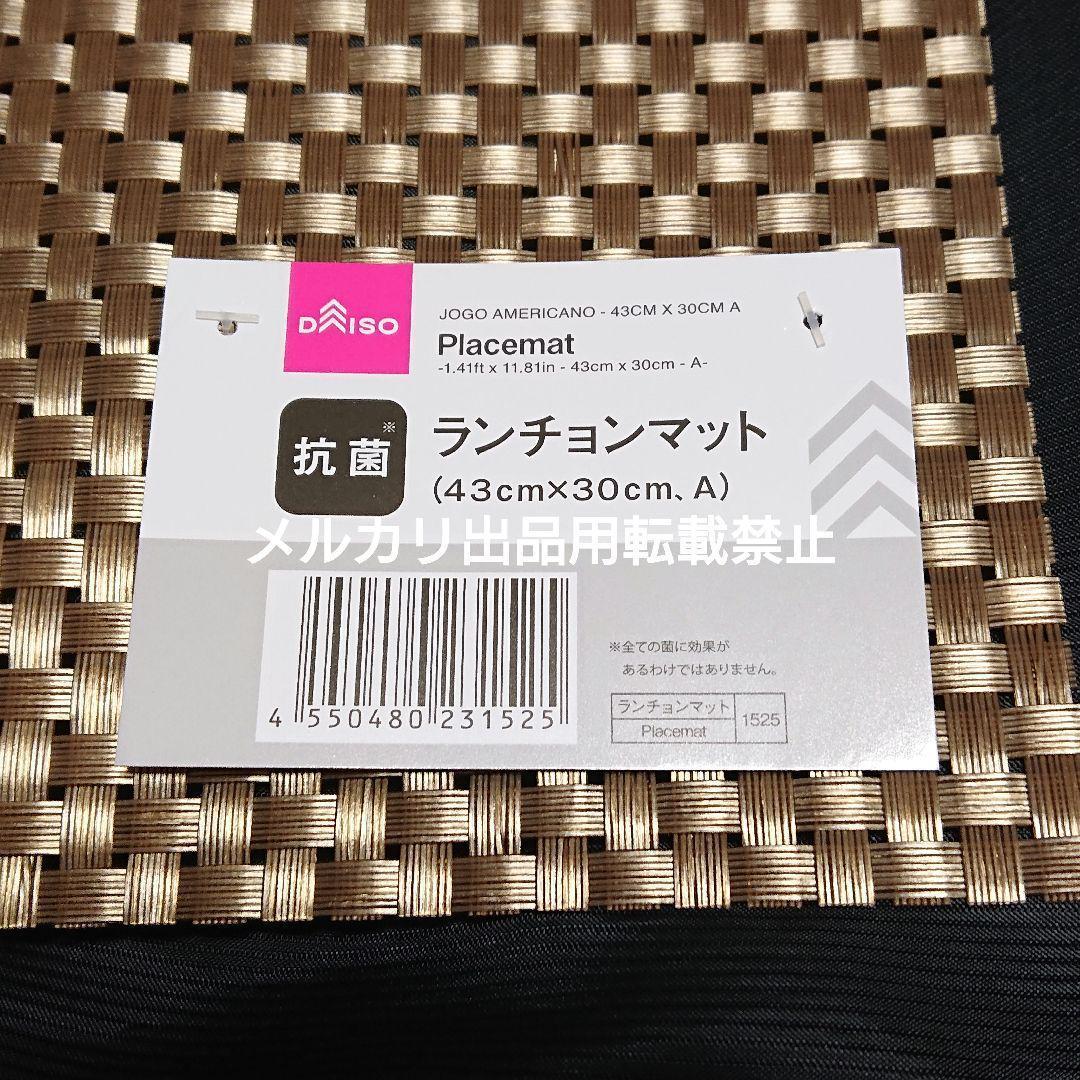 DAISO
JOGO AMERICANO - 43CM X 30CM A
Placemat
-1.41ft x 11.81in - 43cm x 30cm - A-
抗菌※
ランチョンマット
(43cm×30cm、A)
メルカリ出品用転載禁止
4 550480 231525
※全ての菌に効果が
あるわけではありません。
ランチョンマット
Placemat
1525